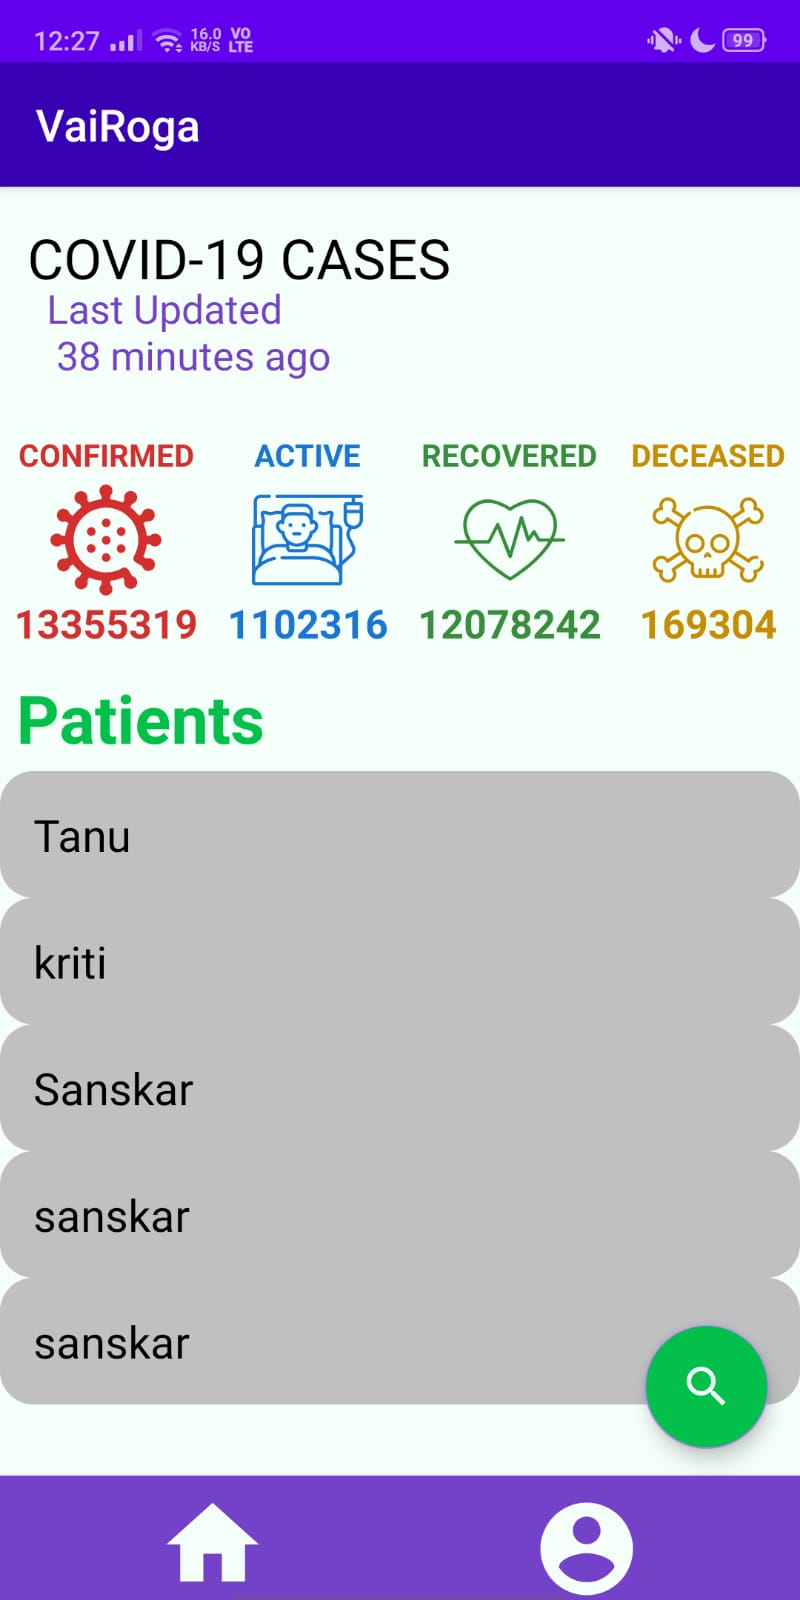 12:27 16.0 KB/S VO LTE 99
VaiRoga
COVID-19 CASES
Last Updated
38 minutes ago
CONFIRMED ACTIVE RECOVERED DECEASED
13355319 1102316 12078242 169304
Patients
Tanu
kriti
Sanskar
sanskar
sanskar